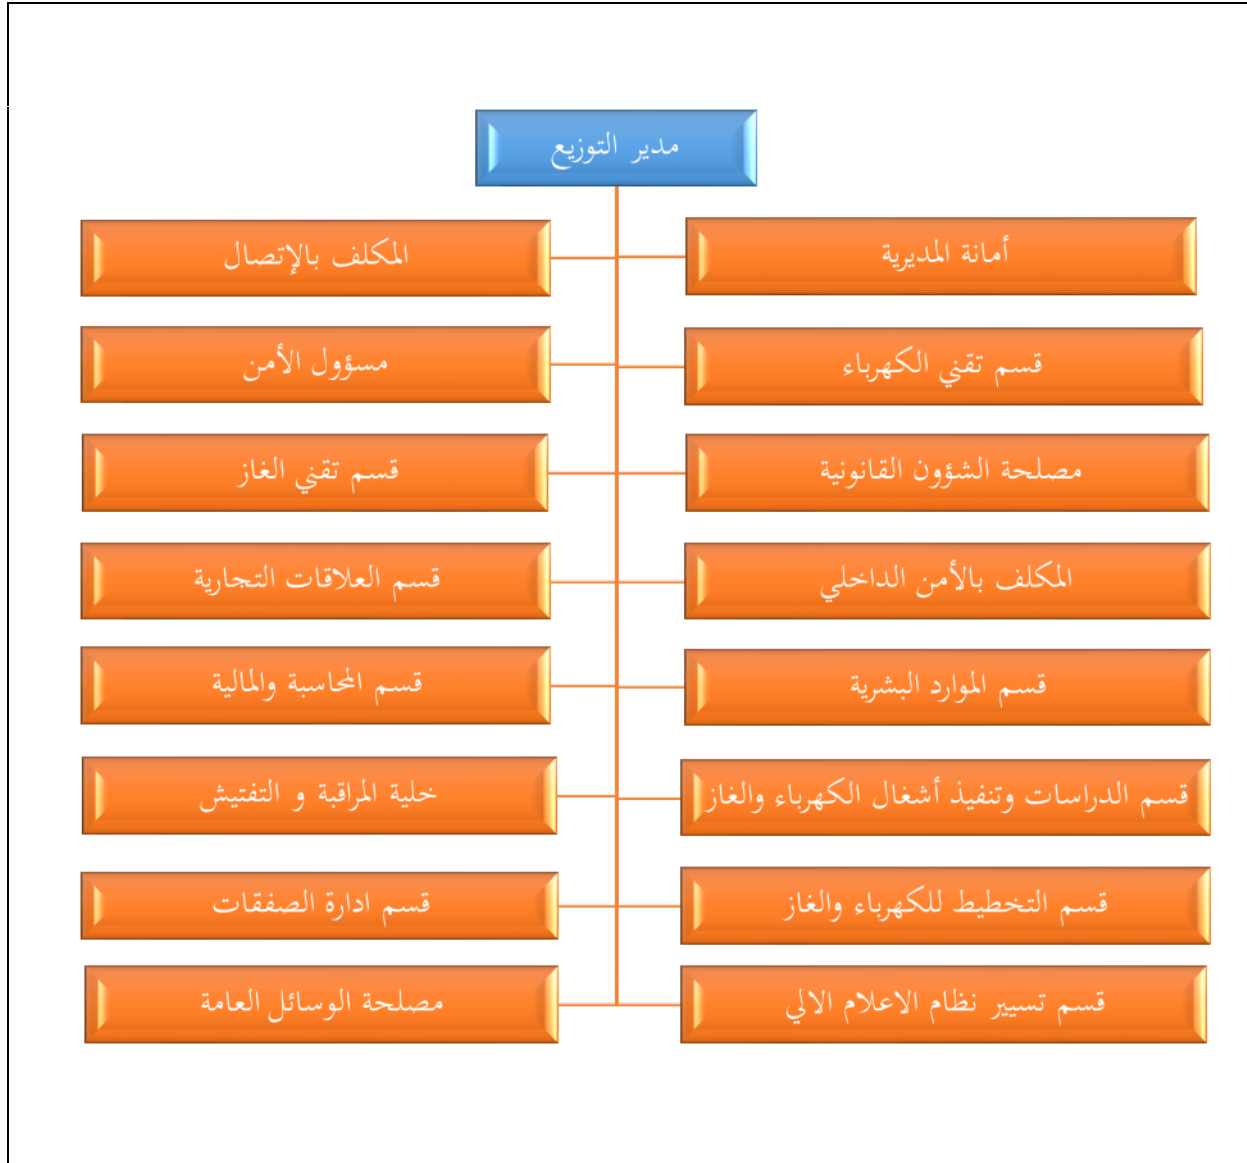 مدير التوزيع
أمانة المديرية
المكلف بالإتصال
قسم تقني الكهرباء
مسؤول الأمن
مصلحة الشؤون القانونية
قسم تقني الغاز
المكلف بالأمن الداخلي
قسم العلاقات التجارية
قسم الموارد البشرية
قسم المحاسبة والمالية
قسم الدراسات وتنفيذ أشغال الكهرباء والغاز
خلية المراقبة و التفتيش
قسم التخطيط للكهرباء والغاز
قسم ادارة الصفقات
قسم تسيير نظام الاعلام الالي
مصلحة الوسائل العامة